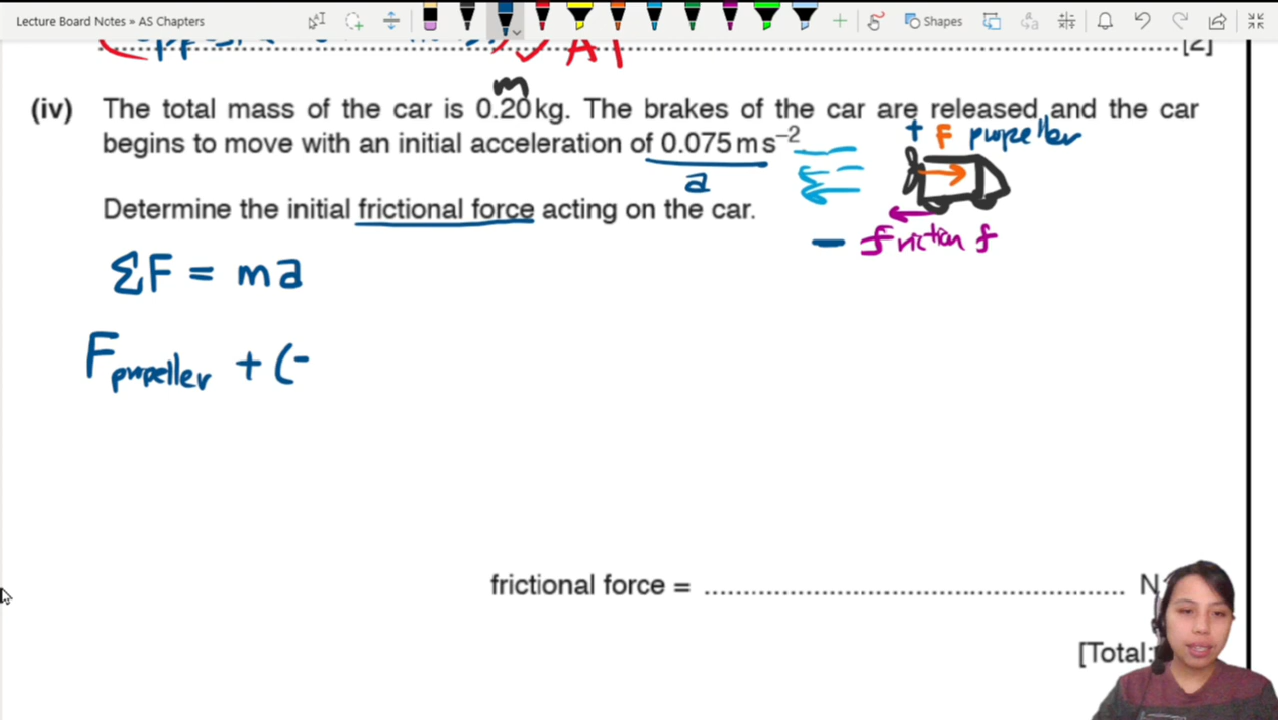 Lecture Board Notes » AS Chapters
Shapes
A1
[2]
m
(iv) The total mass of the car is 0.20 kg. The brakes of the car are released and the car
begins to move with an initial acceleration of 0.075 m s⁻²
a
+ F propeller
Determine the initial frictional force acting on the car.
- friction f
ΣF = ma
F propeller + (-
frictional force = ........................................ N
[Total: